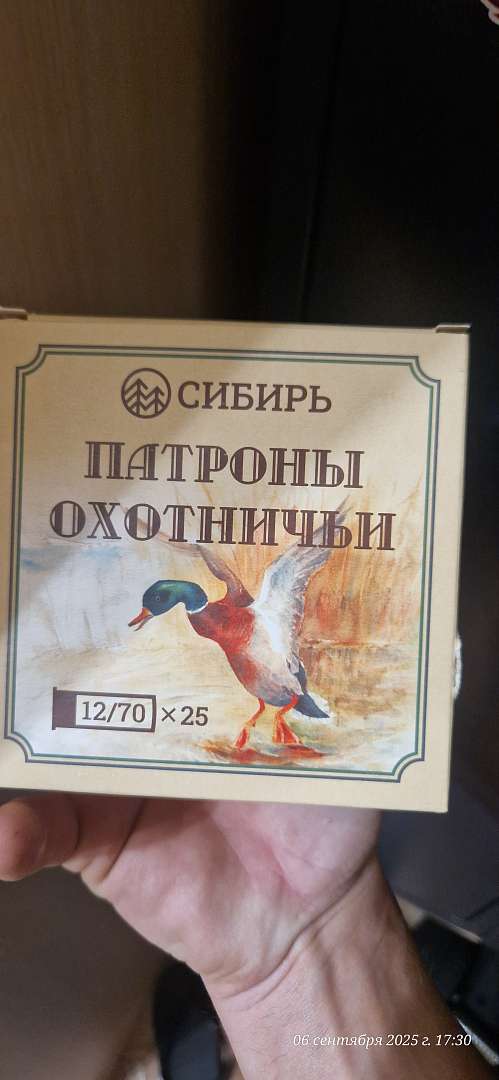 СИБИРЬ
ПАТРОНЫ
ОХОТНИЧЬИ
12/70 ×25
06 сентября 2025 г. 17:30